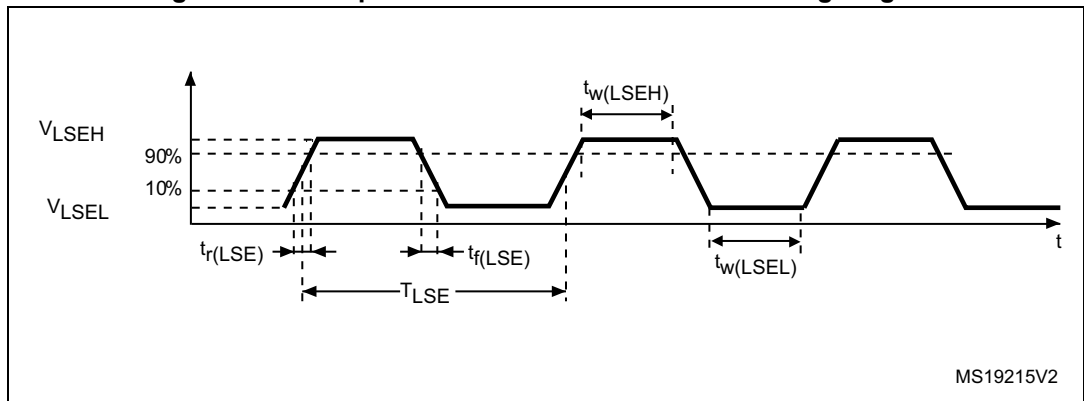 tw(LSEH)
VLSEH
90%
10%
VLSEL
tr(LSE)
tf(LSE)
tw(LSEL)
t
TLSE
MS19215V2